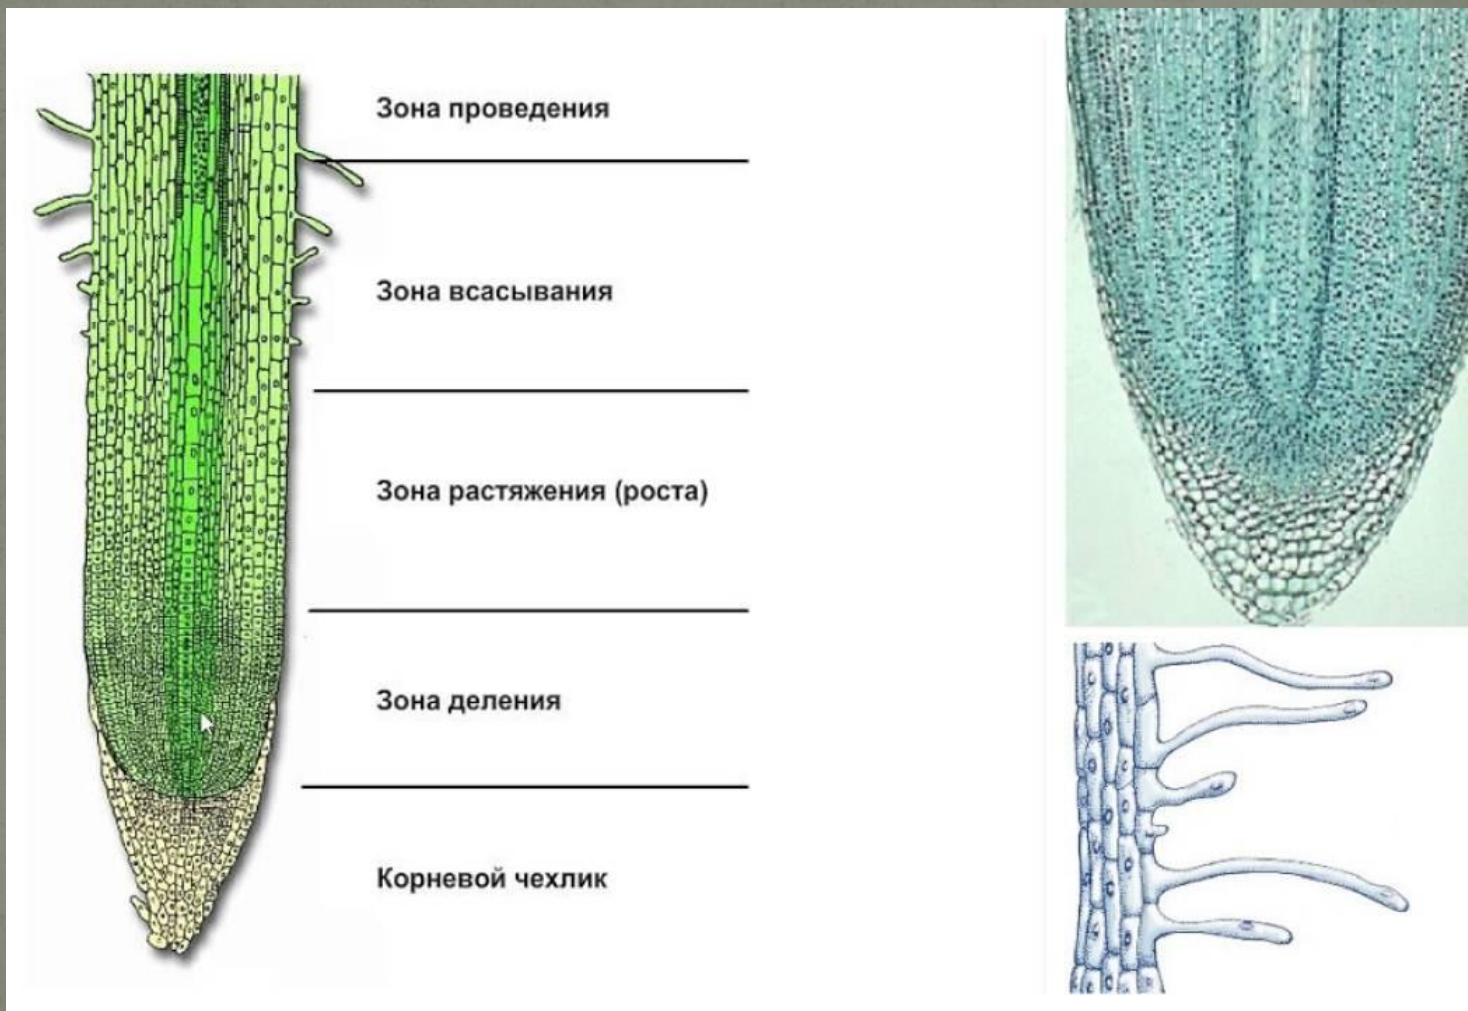 Зона проведения
Зона всасывания
Зона растяжения (роста)
Зона деления
Корневой чехлик